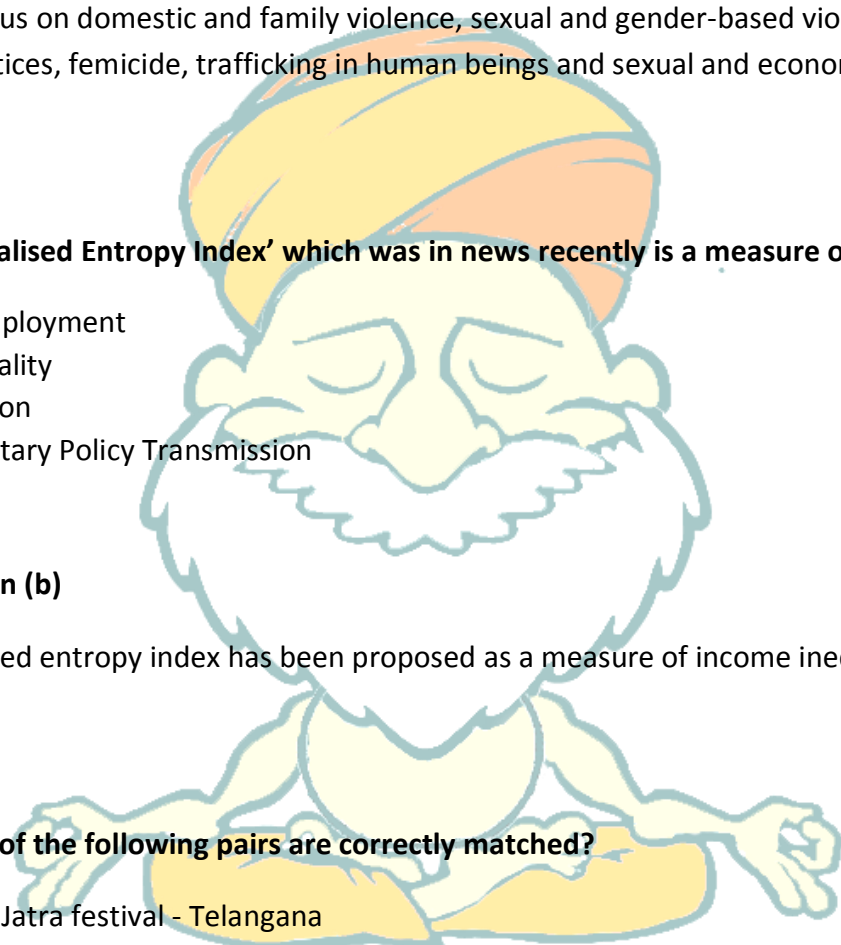 us on domestic and family violence, sexual and gender-based vio
tices, femicide, trafficking in human beings and sexual and econo
alised Entropy Index’ which was in news recently is a measure o
ployment
ality
on
tary Policy Transmission
n (b)
ed entropy index has been proposed as a measure of income ine
of the following pairs are correctly matched?
Jatra festival - Telangana